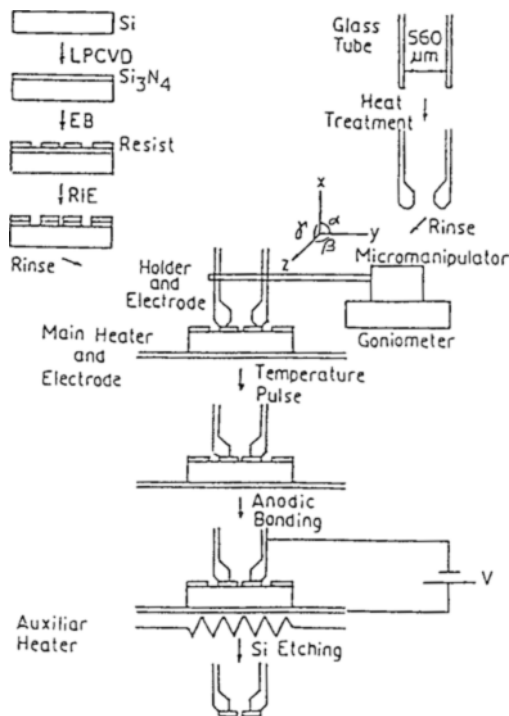 Si
LPCVD
Si3N4
EB
Resist
RIE
Rinse
Glass
Tube
560
μm
Heat
Treatment
Rinse
x
y
z
α
β
γ
Micromanipulator
Goniometer
Holder
and
Electrode
Main Heater
and
Electrode
Temperature
Pulse
Anodic
Bonding
V
Auxiliar
Heater
Si Etching